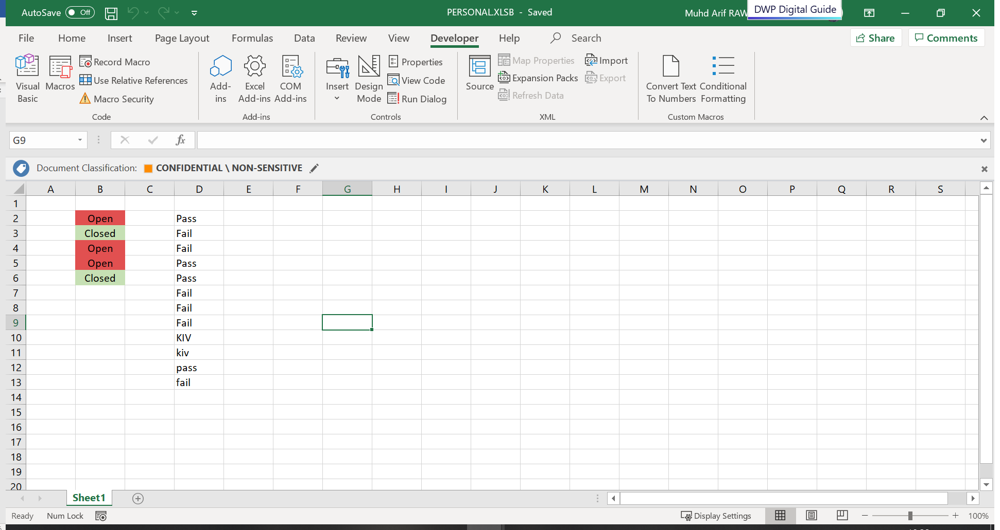 AutoSave Off PERSONAL.XLSB - Saved Muhd Arif RAW DWP Digital Guide
File Home Insert Page Layout Formulas Data Review View Developer Help Search Share Comments
Visual Basic
Macros
Record Macro
Use Relative References
Macro Security
Code
Add-ins
Excel Add-ins
COM Add-ins
Add-ins
Insert
Design Mode
Properties
View Code
Run Dialog
Controls
Source
Map Properties
Expansion Packs
Refresh Data
Import
Export
XML
Convert Text To Numbers
Conditional Formatting
Custom Macros
G9 fx
Document Classification: CONFIDENTIAL \ NON-SENSITIVE
A B C D E F G H I J K L M N O P Q R S
1
2 Open Pass
3 Closed Fail
4 Open Fail
5 Open Pass
6 Closed Pass
7 Fail
8 Fail
9 Fail
10 KIV
11 kiv
12 pass
13 fail
14
15
16
17
18
19
20
Sheet1
Ready Num Lock Display Settings 100%